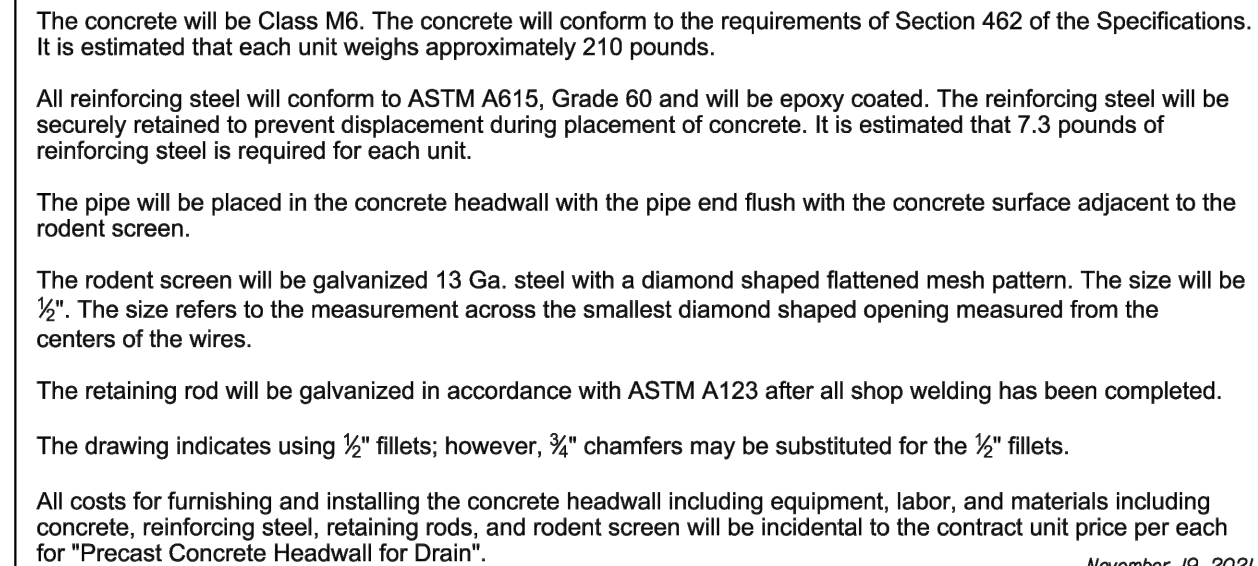 The concrete will be Class M6. The concrete will conform to the requirements of Section 462 of the Specifications.
It is estimated that each unit weighs approximately 210 pounds.
All reinforcing steel will conform to ASTM A615, Grade 60 and will be epoxy coated. The reinforcing steel will be
securely retained to prevent displacement during placement of concrete. It is estimated that 7.3 pounds of
reinforcing steel is required for each unit.
The pipe will be placed in the concrete headwall with the pipe end flush with the concrete surface adjacent to the
rodent screen.
The rodent screen will be galvanized 13 Ga. steel with a diamond shaped flattened mesh pattern. The size will be
½". The size refers to the measurement across the smallest diamond shaped opening measured from the
centers of the wires.
The retaining rod will be galvanized in accordance with ASTM A123 after all shop welding has been completed.
The drawing indicates using ½" fillets; however, ¾" chamfers may be substituted for the ½" fillets.
All costs for furnishing and installing the concrete headwall including equipment, labor, and materials including
concrete, reinforcing steel, retaining rods, and rodent screen will be incidental to the contract unit price per each
for "Precast Concrete Headwall for Drain".
November 19,